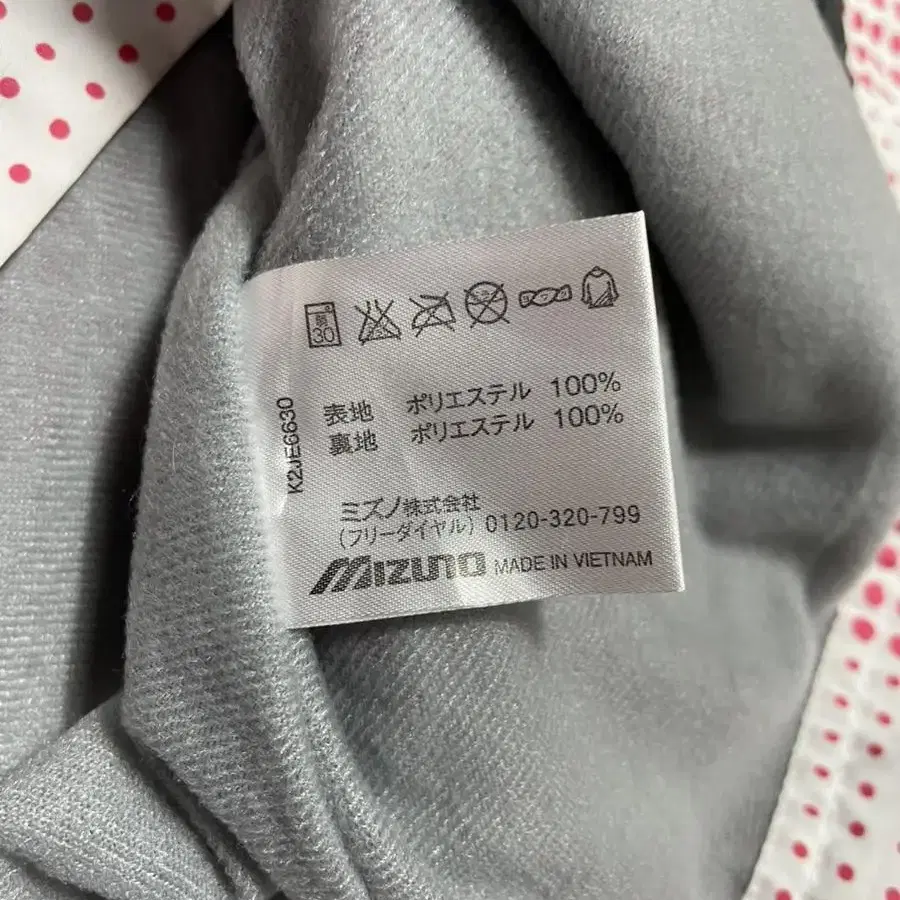 弱
30
表地 ポリエステル 100%
裏地 ポリエステル 100%
K2JE6630
ミズノ株式会社
(フリーダイヤル) 0120-320-799
MIZUNO MADE IN VIETNAM